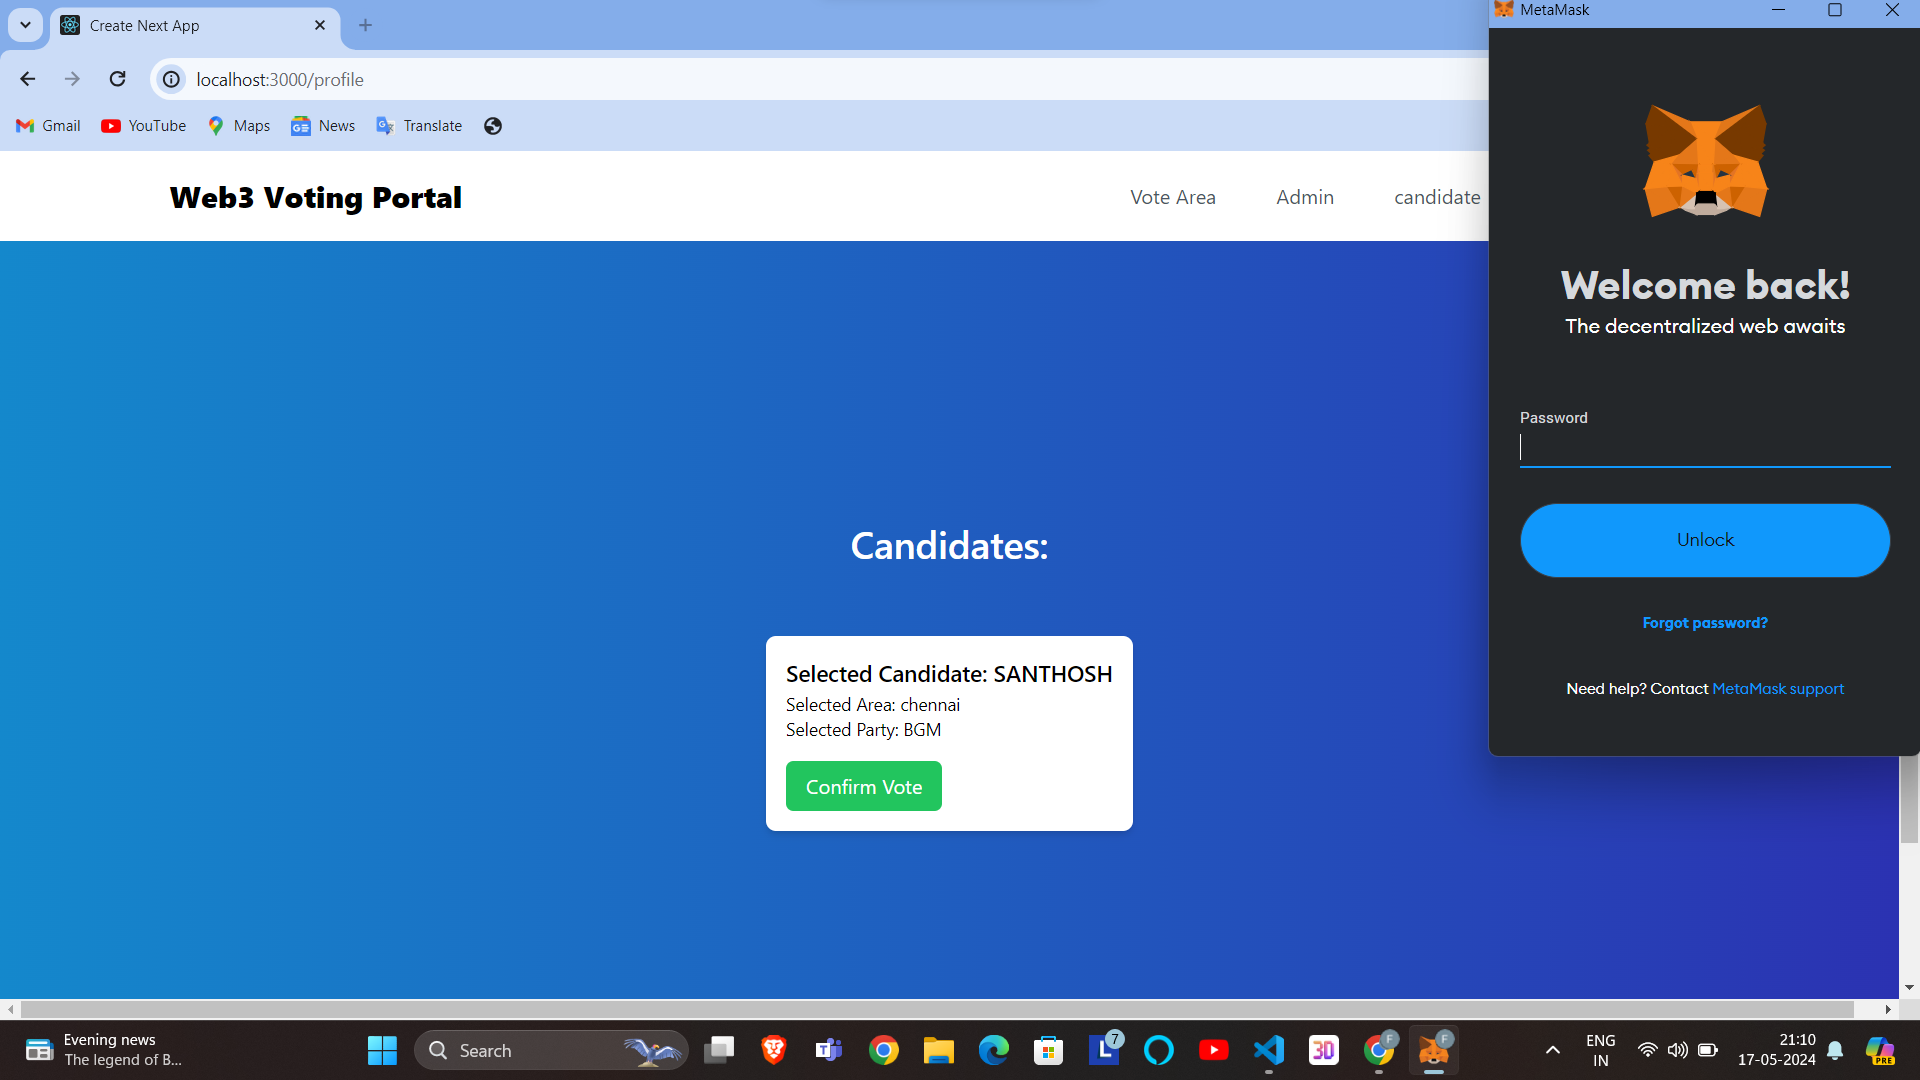 Create Next App
MetaMask
localhost:3000/profile
Gmail
YouTube
Maps
News
Translate
Web3 Voting Portal
Vote Area
Admin
candidate
Welcome back!
The decentralized web awaits
Password
Unlock
Forgot password?
Need help? Contact MetaMask support
Candidates:
Selected Candidate: SANTHOSH
Selected Area: chennai
Selected Party: BGM
Confirm Vote
Evening news
The legend of B...
Search
7
L
30
F
F
ENG
IN
21:10
17-05-2024
PRE